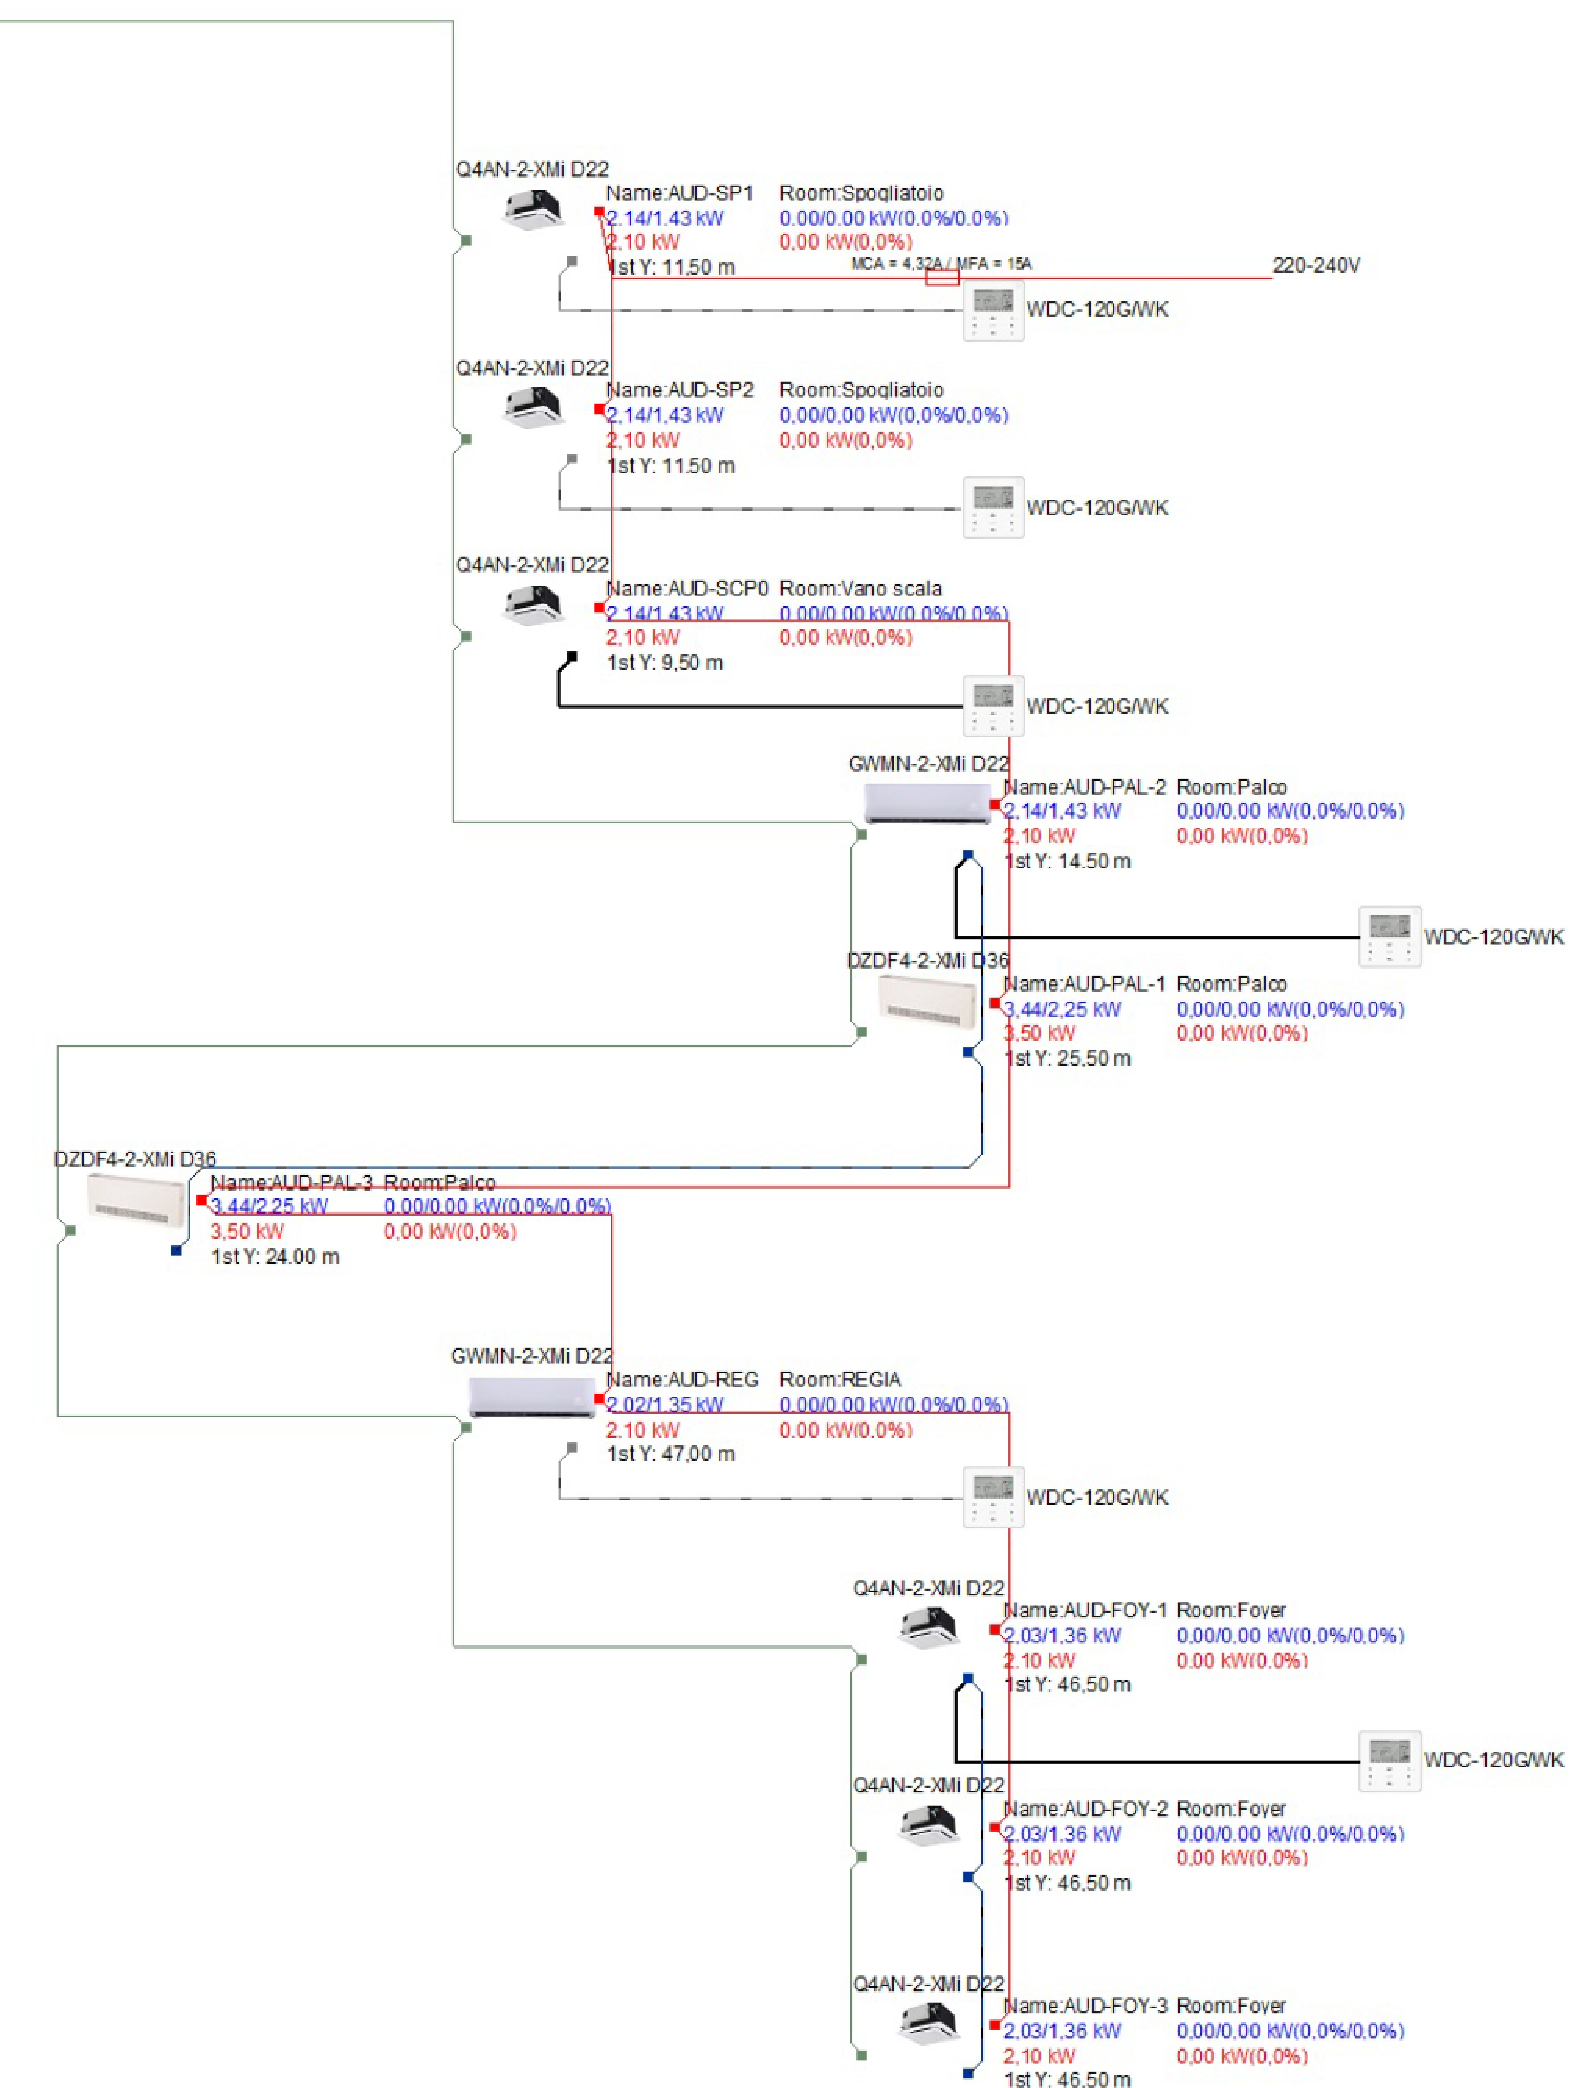 Q4AN-2-XMi D22
Name:AUD-SP1 Room:Spogliatoio
2.14/1.43 kW 0.00/0.00 kW(0.0%/0.0%)
2.10 kW 0.00 kW(0,0%)
1st Y: 11.50 m MCA = 4,32A / MFA = 15A 220-240V
WDC-120G/WK
Q4AN-2-XMi D22
Name:AUD-SP2 Room:Spogliatoio
2,14/1,43 kW 0,00/0,00 kW(0,0%/0,0%)
2,10 kW 0,00 kW(0,0%)
1st Y: 11.50 m
WDC-120G/WK
Q4AN-2-XMi D22
Name:AUD-SCP0 Room:Vano scala
2.14/1.43 kW 0.00/0.00 kW(0.0%/0.0%)
2,10 kW 0,00 kW(0,0%)
1st Y: 9,50 m
WDC-120G/WK
GWMN-2-XMi D22
Name:AUD-PAL-2 Room:Palco
2,14/1,43 kW 0,00/0,00 kW(0,0%/0,0%)
2,10 kW 0,00 kW(0,0%)
1st Y: 14.50 m
WDC-120G/WK
DZDF4-2-XMi D36
Name:AUD-PAL-1 Room:Palco
3,44/2,25 kW 0,00/0,00 kW(0,0%/0,0%)
3,50 kW 0,00 kW(0,0%)
1st Y: 25,50 m
DZDF4-2-XMi D36
Name:AUD-PAL-3 Room:Palco
3.44/2.25 kW 0.00/0.00 kW(0.0%/0.0%)
3,50 kW 0,00 kW(0,0%)
1st Y: 24.00 m
GWMN-2-XMi D22
Name:AUD-REG Room:REGIA
2.02/1.35 kW 0.00/0.00 kW(0.0%/0.0%)
2.10 kW 0.00 kW(0.0%)
1st Y: 47,00 m
WDC-120G/WK
Q4AN-2-XMi D22
Name:AUD-FOY-1 Room:Foyer
2,03/1,36 kW 0,00/0,00 kW(0,0%/0,0%)
2.10 kW 0.00 kW(0.0%)
1st Y: 46,50 m
WDC-120G/WK
Q4AN-2-XMi D22
Name:AUD-FOY-2 Room:Foyer
2.03/1.36 kW 0.00/0.00 kW(0.0%/0.0%)
2,10 kW 0,00 kW(0,0%)
1st Y: 46,50 m
Q4AN-2-XMi D22
Name:AUD-FOY-3 Room:Foyer
2,03/1,36 kW 0,00/0,00 kW(0,0%/0,0%)
2,10 kW 0,00 kW(0,0%)
1st Y: 46.50 m